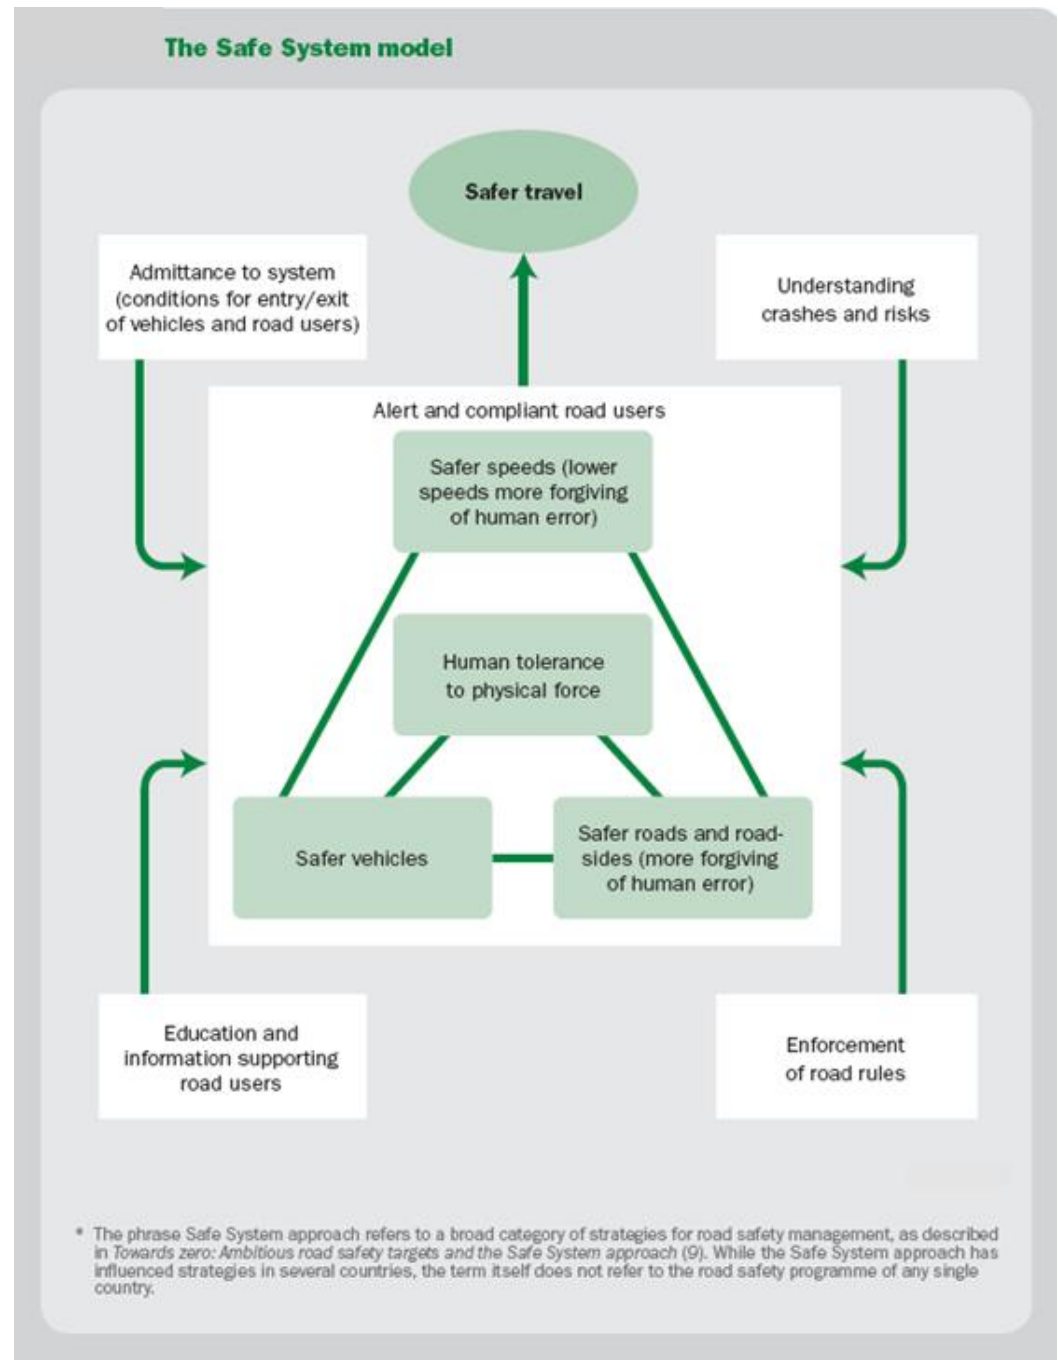 The Safe System model
Safer travel
Admittance to system
(conditions for entry/exit
of vehicles and road users)
Understanding
crashes and risks
Alert and compliant road users
Safer speeds (lower
speeds more forgiving
of human error)
Human tolerance
to physical force
Safer vehicles
Safer roads and road-
sides (more forgiving
of human error)
Education and
information supporting
road users
Enforcement
of road rules
* The phrase Safe System approach refers to a broad category of strategies for road safety management, as described
in Towards zero: Ambitious road safety targets and the Safe System approach (9). While the Safe System approach has
influenced strategies in several countries, the term itself does not refer to the road safety programme of any single
country.